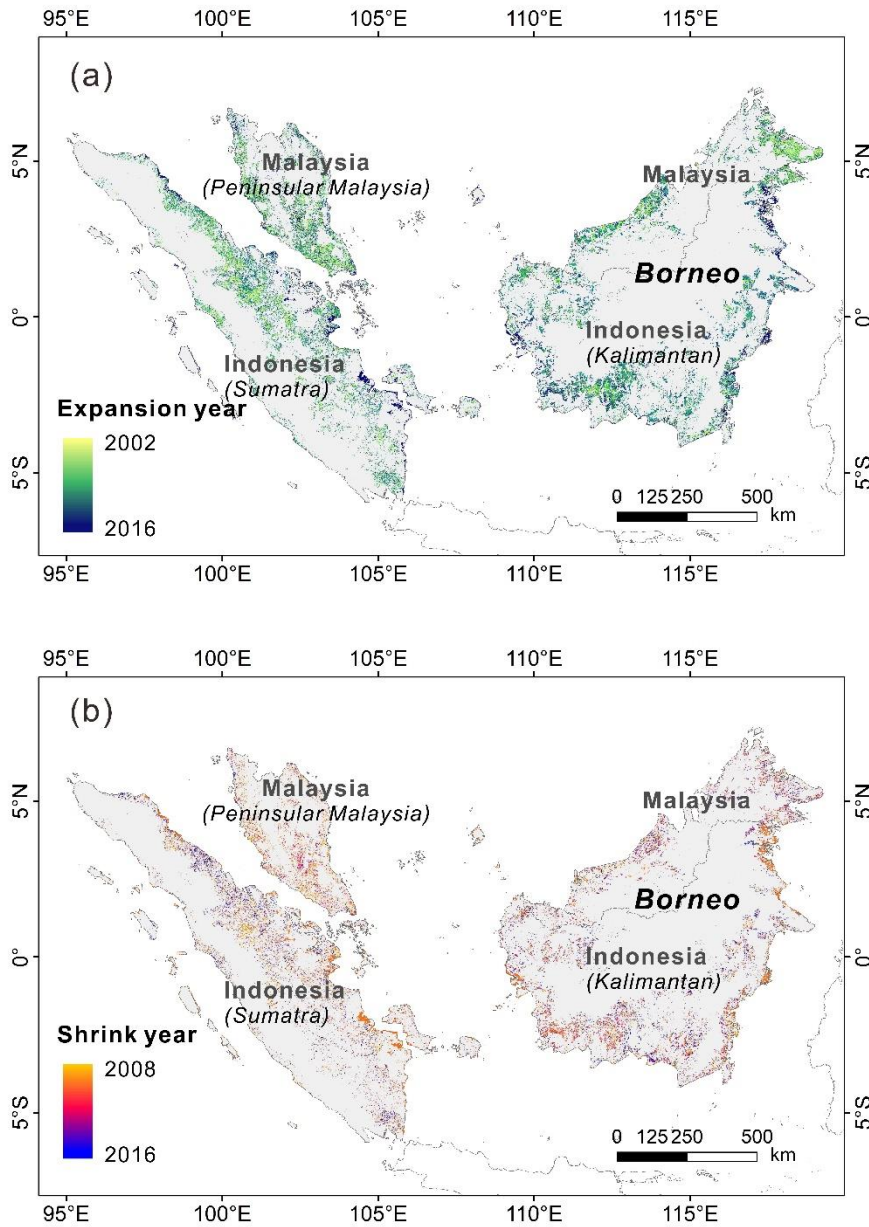 95°E 100°E 105°E 110°E 115°E
(a)
5°N 5°N
Malaysia
(Peninsular Malaysia)
Malaysia
Borneo
0° 0°
Indonesia
(Kalimantan)
Indonesia
(Sumatra)
Expansion year
2002
2016
5°S 5°S
0 125 250 500
km
95°E 100°E 105°E 110°E 115°E
95°E 100°E 105°E 110°E 115°E
(b)
5°N 5°N
Malaysia
(Peninsular Malaysia)
Malaysia
Borneo
0° 0°
Indonesia
(Kalimantan)
Indonesia
(Sumatra)
Shrink year
2008
2016
5°S 5°S
0 125 250 500
km
95°E 100°E 105°E 110°E 115°E